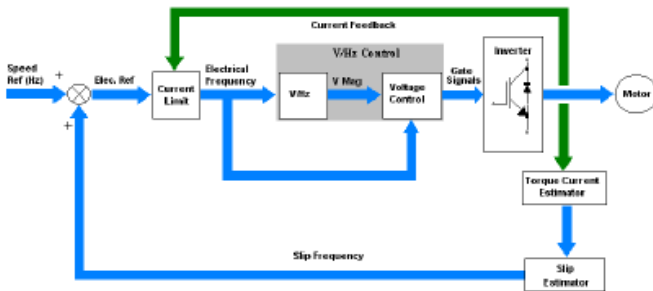 Current Feedback
Speed
Ref (Hz)
+
Elec. Ref
Current
Limit
Electrical
Frequency
V/Hz Control
V/Hz
V Mag
Voltage
Control
Gate
Signals
Inverter
Motor
+
Torque Current
Estimator
Slip Frequency
Slip
Estimator